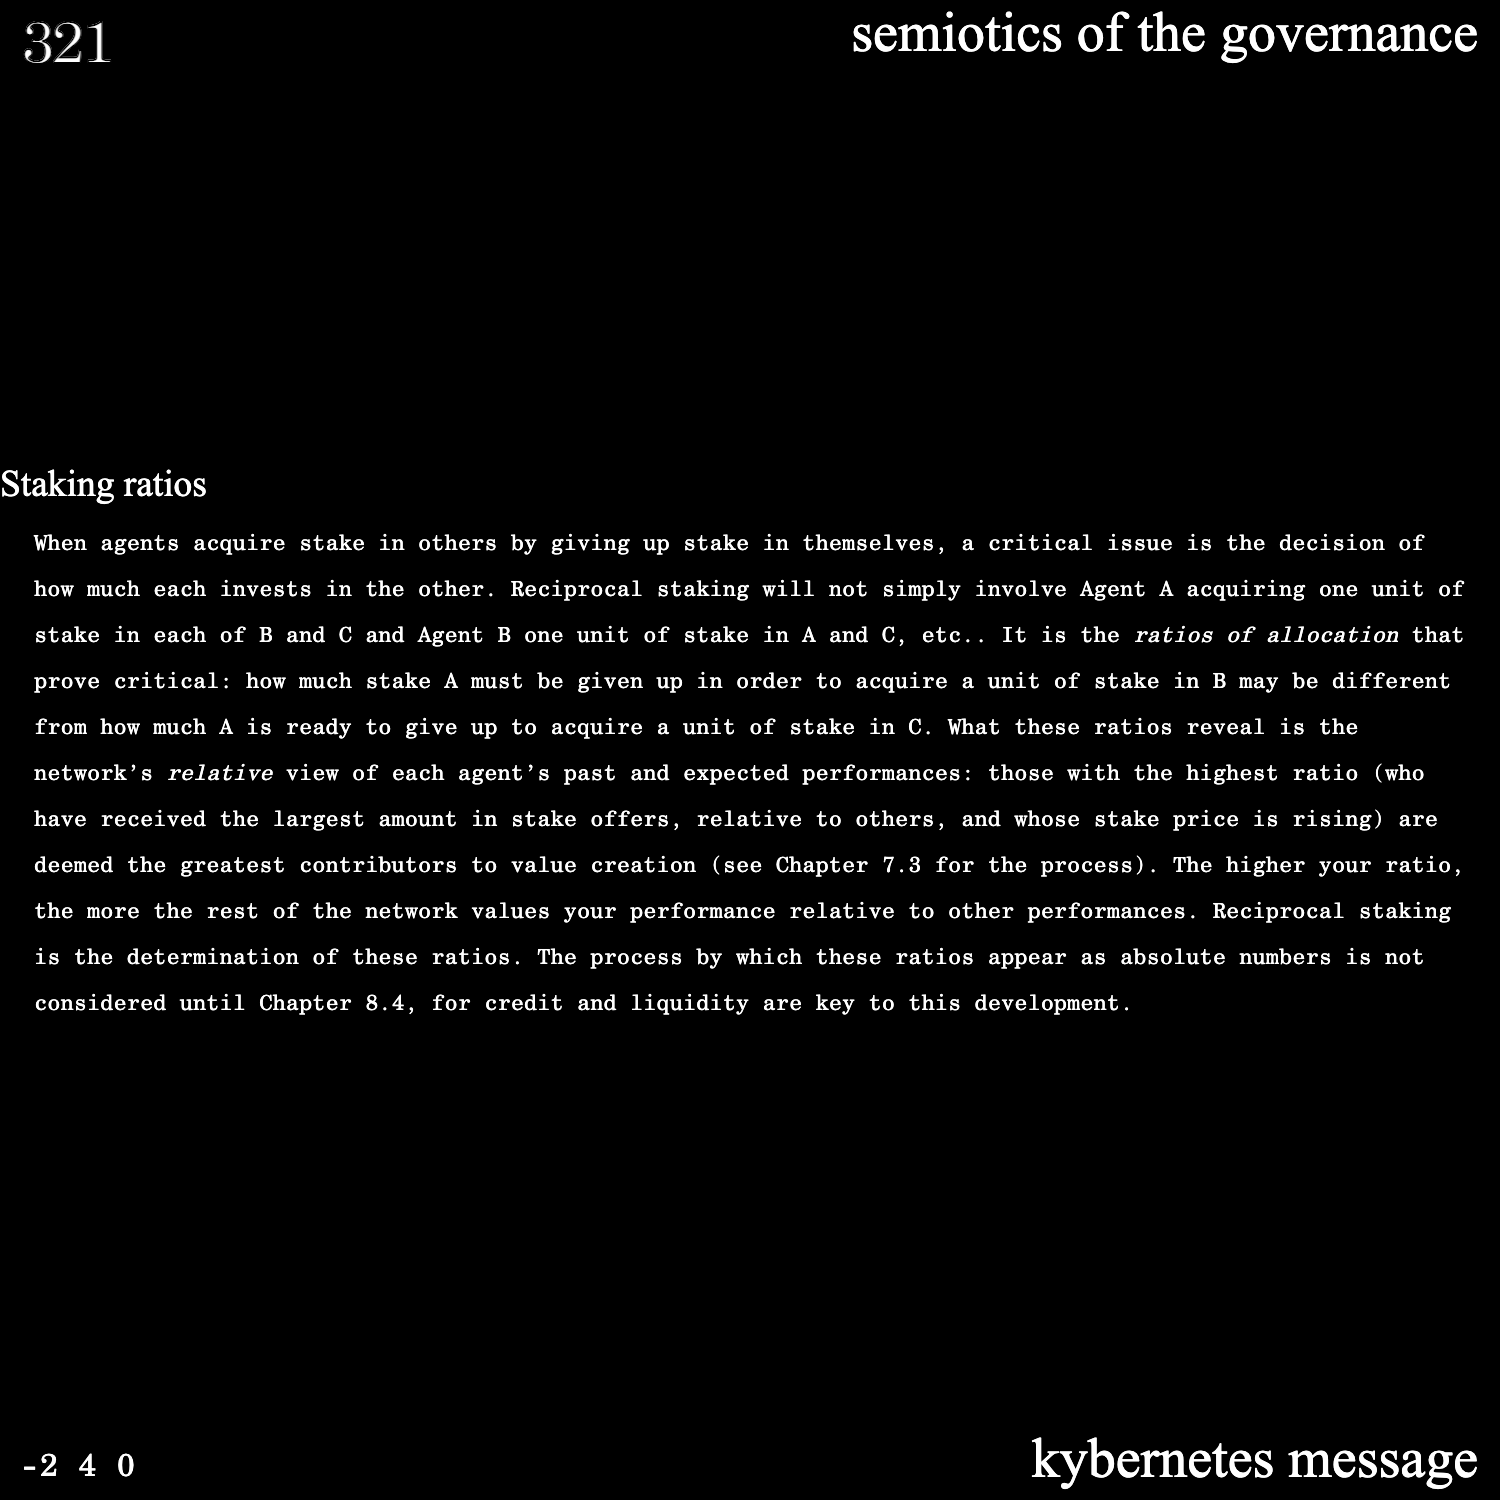 321
semiotics of the governance
Staking ratios
When agents acquire stake in others by giving up stake in themselves, a critical issue is the decision of
how much each invests in the other. Reciprocal staking will not simply involve Agent A acquiring one unit of
stake in each of B and C and Agent B one unit of stake in A and C, etc.. It is the ratios of allocation that
prove critical: how much stake A must be given up in order to acquire a unit of stake in B may be different
from how much A is ready to give up to acquire a unit of stake in C. What these ratios reveal is the
network’s relative view of each agent’s past and expected performances: those with the highest ratio (who
have received the largest amount in stake offers, relative to others, and whose stake price is rising) are
deemed the greatest contributors to value creation (see Chapter 7.3 for the process). The higher your ratio,
the more the rest of the network values your performance relative to other performances. Reciprocal staking
is the determination of these ratios. The process by which these ratios appear as absolute numbers is not
considered until Chapter 8.4, for credit and liquidity are key to this development.
-2 4 0
kybernetes message